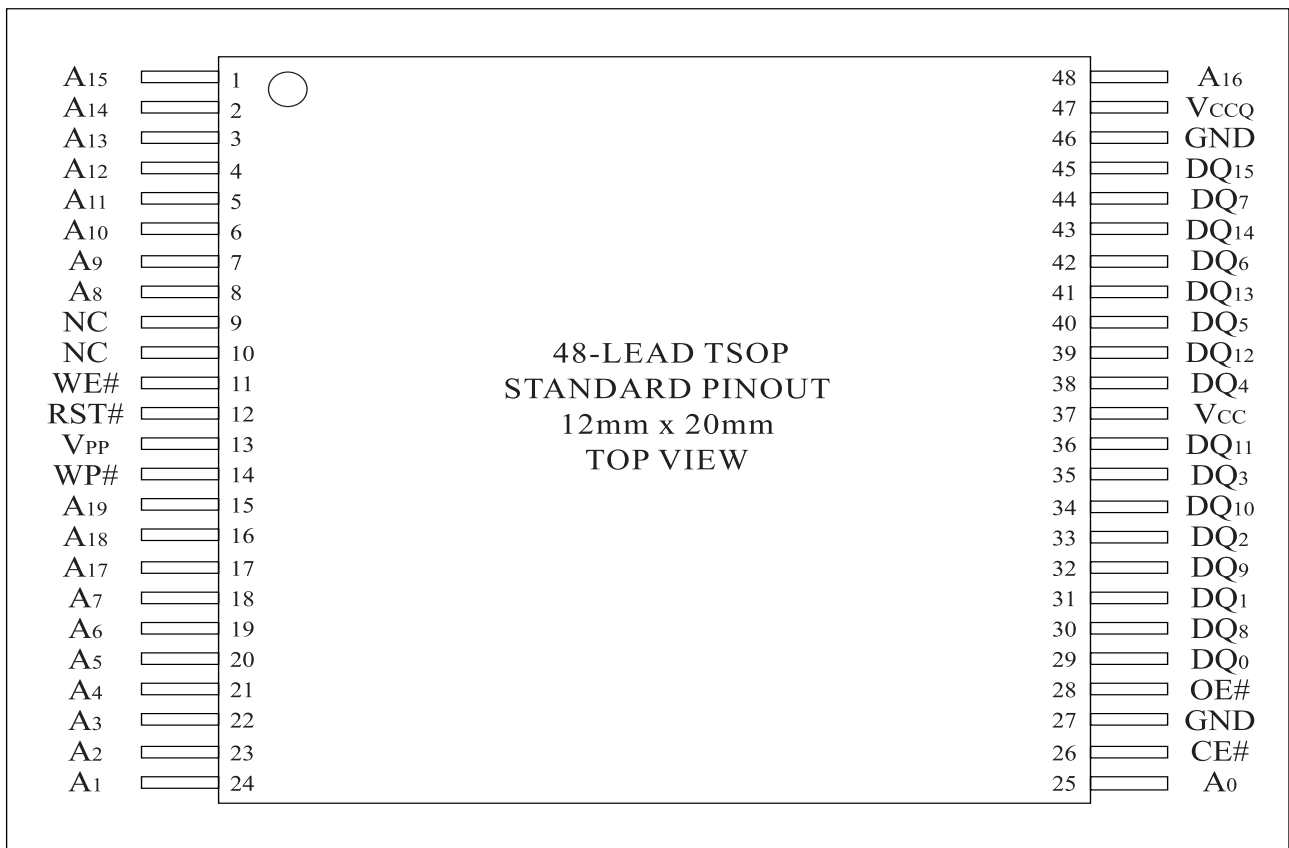 A15 1 48 A16
A14 2 47 VCCQ
A13 3 46 GND
A12 4 45 DQ15
A11 5 44 DQ7
A10 6 43 DQ14
A9 7 42 DQ6
A8 8 41 DQ13
NC 9 40 DQ5
NC 10 39 DQ12
WE# 11 38 DQ4
RST# 12 37 VCC
VPP 13 36 DQ11
WP# 14 35 DQ3
A19 15 34 DQ10
A18 16 33 DQ2
A17 17 32 DQ9
A7 18 31 DQ1
A6 19 30 DQ8
A5 20 29 DQ0
A4 21 28 OE#
A3 22 27 GND
A2 23 26 CE#
A1 24 25 A0
48-LEAD TSOP
STANDARD PINOUT
12mm x 20mm
TOP VIEW